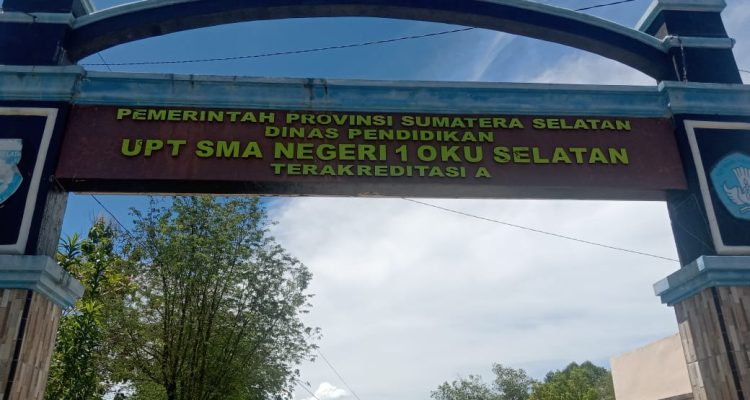 PEMERINTAH PROVINSI SUMATERA SELATAN
DINAS PENDIDIKAN
UPT SMA NEGERI 1 OKU SELATAN
TERAKREDITASI A